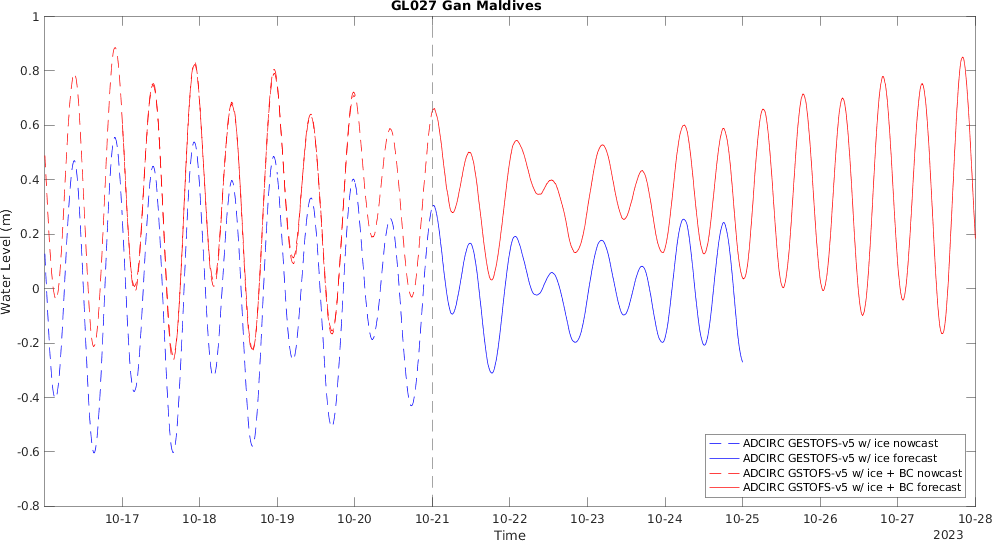 GL027 Gan Maldives
1
0.8
0.6
0.4
0.2
0
-0.2
-0.4
-0.6
-0.8
Water Level (m)
10-17 10-18 10-19 10-20 10-21 10-22 10-23 10-24 10-25 10-26 10-27 10-28
Time
2023
ADCIRC GESTOFS-v5 w/ ice nowcast
ADCIRC GESTOFS-v5 w/ ice forecast
ADCIRC GSTOFS-v5 w/ ice + BC nowcast
ADCIRC GSTOFS-v5 w/ ice + BC forecast